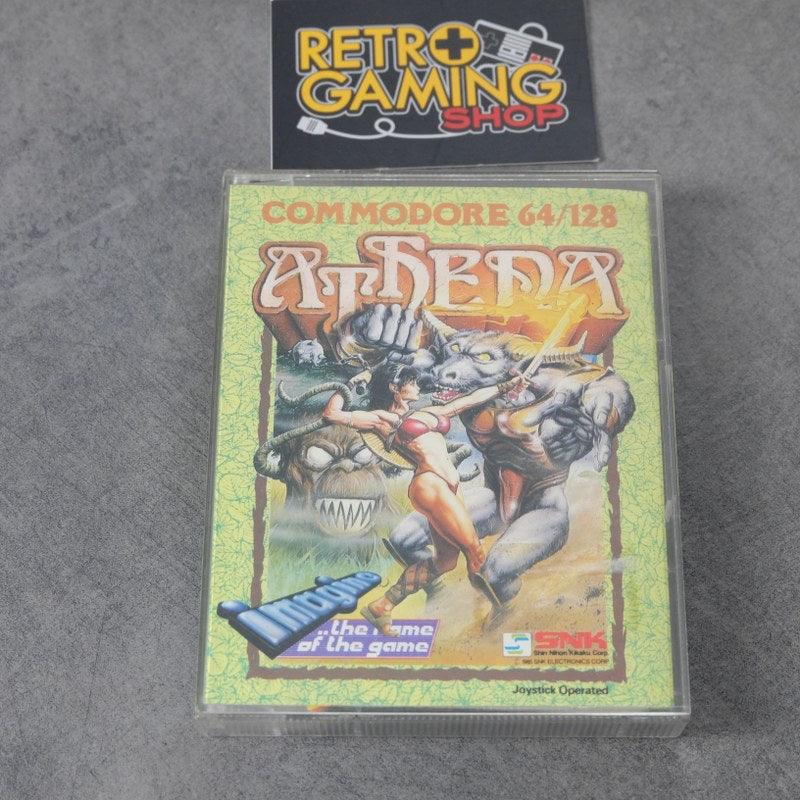 RETRO
GAMING
SHOP
COMMODORE 64/128
ATHENA
Imagine
...the name
of the game
SNK
Shin Nihon Kikaku Corp.
SNK ELECTRONICS CORP
Joystick Operated